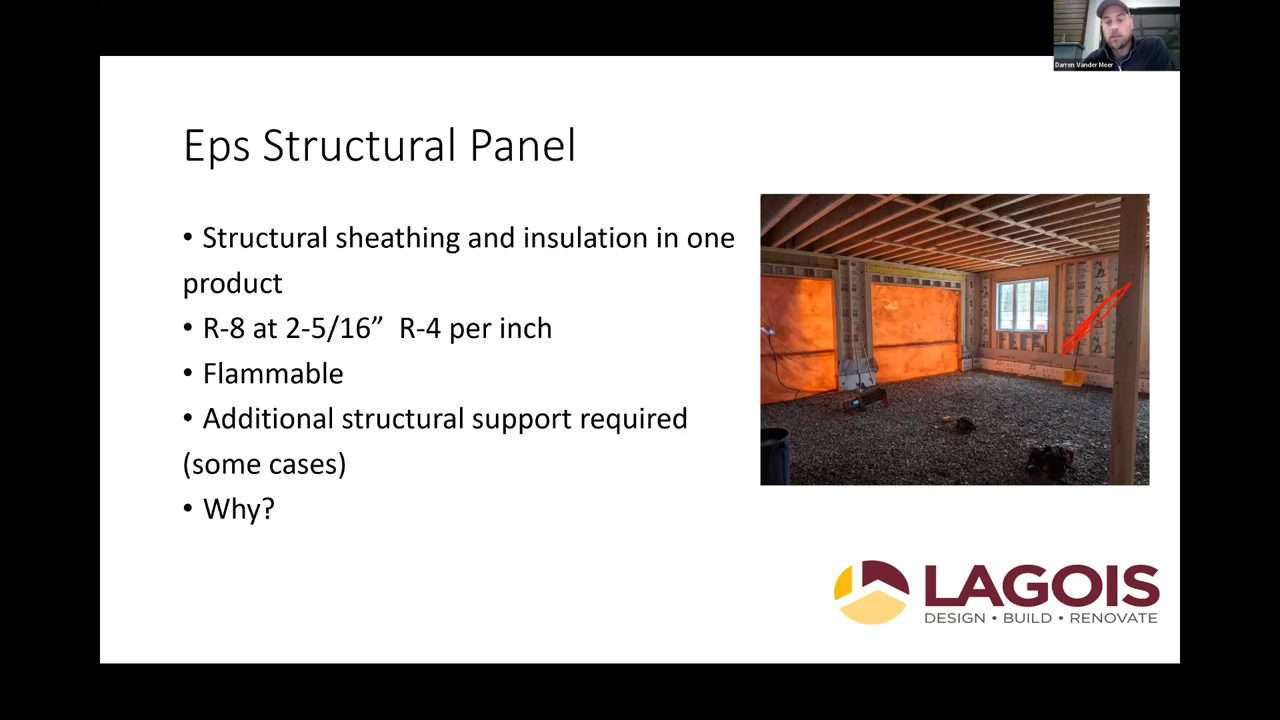 Darren Vander Meer
Eps Structural Panel
• Structural sheathing and insulation in one
product
• R-8 at 2-5/16” R-4 per inch
• Flammable
• Additional structural support required
(some cases)
• Why?
LAGOIS
DESIGN • BUILD • RENOVATE